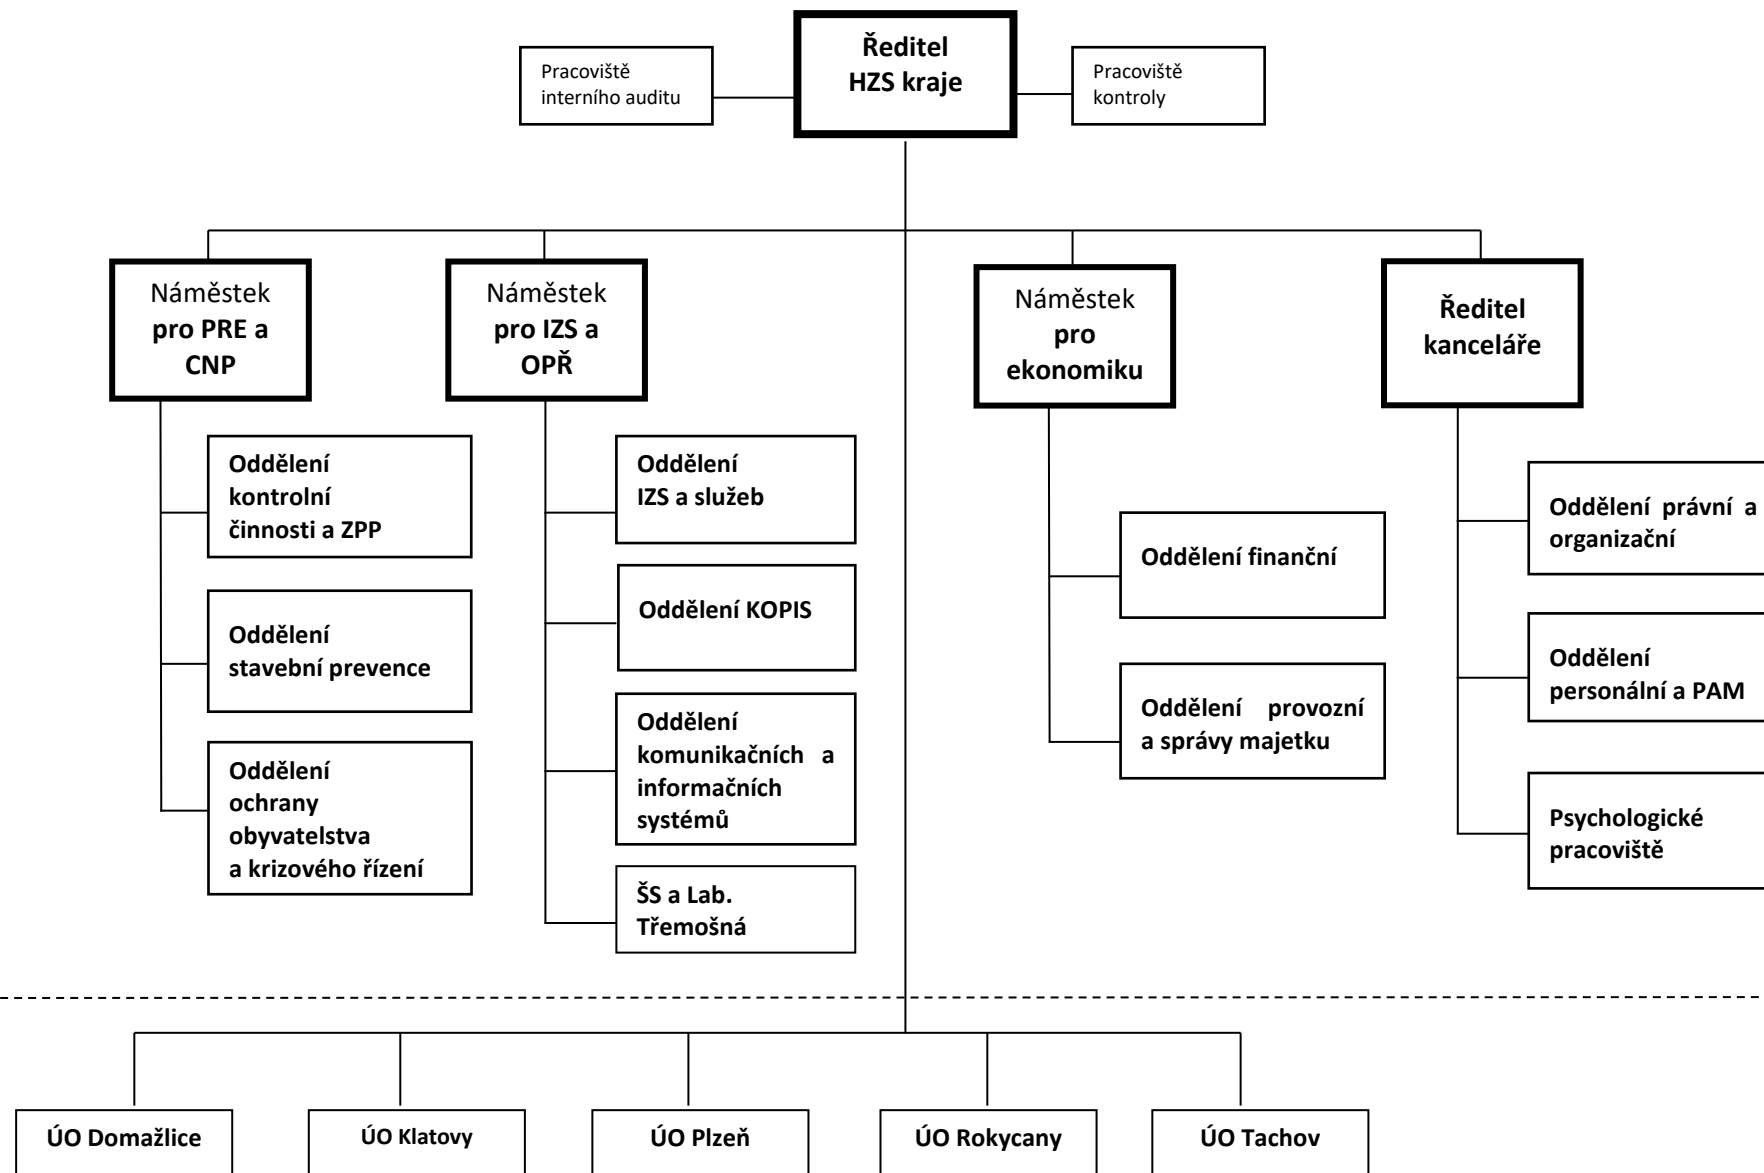 Ředitel
HZS kraje
Pracoviště
interního auditu
Pracoviště
kontroly
Náměstek
pro PRE a
CNP
Náměstek
pro IZS a
OPŘ
Náměstek
pro
ekonomiku
Ředitel
kanceláře
Oddělení
kontrolní
činnosti a ZPP
Oddělení
stavební prevence
Oddělení
ochrany
obyvatelstva
a krizového řízení
Oddělení
IZS a služeb
Oddělení KOPIS
Oddělení
komunikačních a
informačních
systémů
ŠS a Lab.
Třemošná
Oddělení finanční
Oddělení provozní
a správy majetku
Oddělení právní a
organizační
Oddělení
personální a PAM
Psychologické
pracoviště
ÚO Domažlice
ÚO Klatovy
ÚO Plzeň
ÚO Rokycany
ÚO Tachov